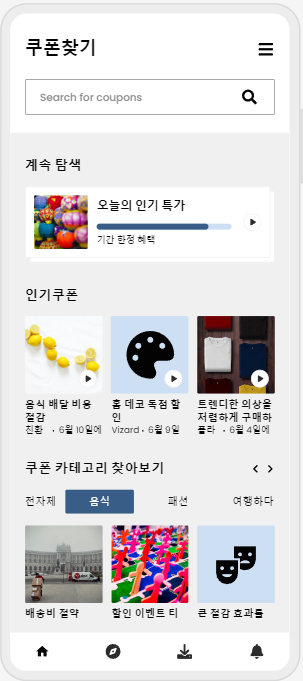 쿠폰찾기
Search for coupons
계속 탐색
오늘의 인기 특가
기간 한정 혜택
인기쿠폰
음식 배달 비용
절감
친환 • 6월 10일에
홈 데코 독점 할
인
Vizard • 6월 9일
트렌디한 의상을
저렴하게 구매하
플라 • 6월 4일에
쿠폰 카테고리 찾아보기
전자제 음식 패션 여행하다
배송비 절약
할인 이벤트 티
큰 절감 효과를